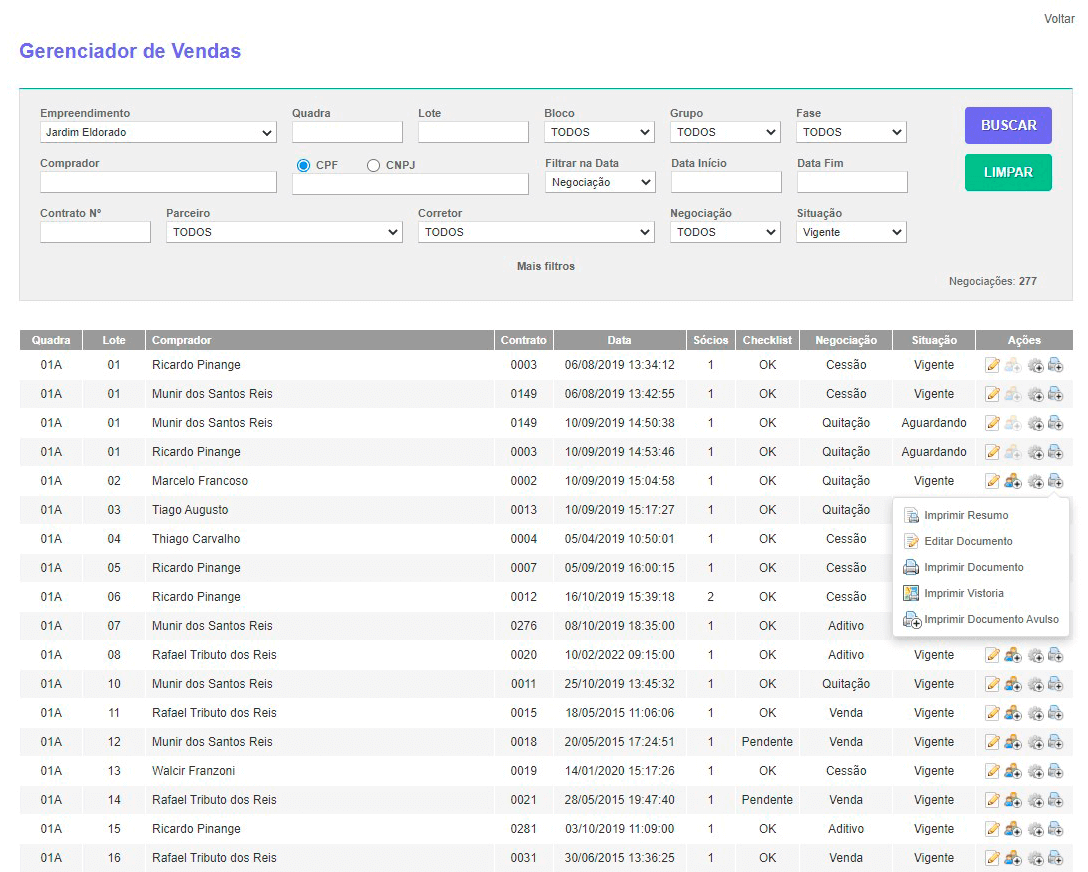 Voltar
Gerenciador de Vendas
Empreendimento Quadra Lote Bloco Grupo Fase
Jardim Eldorado TODOS TODOS TODOS BUSCAR
Comprador CPF CNPJ Filtrar na Data Data Início Data Fim
Negociação LIMPAR
Contrato Nº Parceiro Corretor Negociação Situação
TODOS TODOS TODOS Vigente
Mais filtros
Negociações: 277
Quadra Lote Comprador Contrato Data Sócios Checklist Negociação Situação Ações
01A 01 Ricardo Pinange 0003 06/08/2019 13:34:12 1 OK Cessão Vigente
01A 01 Munir dos Santos Reis 0149 06/08/2019 13:42:55 1 OK Cessão Vigente
01A 01 Munir dos Santos Reis 0149 10/09/2019 14:50:38 1 OK Quitação Aguardando
01A 01 Ricardo Pinange 0003 10/09/2019 14:53:46 1 OK Quitação Aguardando
01A 02 Marcelo Francoso 0002 10/09/2019 15:04:58 1 OK Quitação Vigente
01A 03 Tiago Augusto 0013 10/09/2019 15:17:27 1 OK Quitação
Imprimir Resumo
01A 04 Thiago Carvalho 0004 05/04/2019 10:50:01 1 OK Cessão
Editar Documento
01A 05 Ricardo Pinange 0007 05/09/2019 16:00:15 1 OK Cessão
Imprimir Documento
01A 06 Ricardo Pinange 0012 16/10/2019 15:39:18 2 OK Cessão
Imprimir Vistoria
01A 07 Munir dos Santos Reis 0276 08/10/2019 18:35:00 1 OK Aditivo
Imprimir Documento Avulso
01A 08 Rafael Tributo dos Reis 0020 10/02/2022 09:15:00 1 OK Aditivo Vigente
01A 10 Munir dos Santos Reis 0011 25/10/2019 13:45:32 1 OK Quitação Vigente
01A 11 Rafael Tributo dos Reis 0015 18/05/2015 11:06:06 1 OK Venda Vigente
01A 12 Munir dos Santos Reis 0018 20/05/2015 17:24:51 1 Pendente Venda Vigente
01A 13 Walcir Franzoni 0019 14/01/2020 15:17:26 1 OK Cessão Vigente
01A 14 Rafael Tributo dos Reis 0021 28/05/2015 19:47:40 1 Pendente Venda Vigente
01A 15 Ricardo Pinange 0281 03/10/2019 11:09:00 1 OK Aditivo Vigente
01A 16 Rafael Tributo dos Reis 0031 30/06/2015 13:36:25 1 OK Venda Vigente